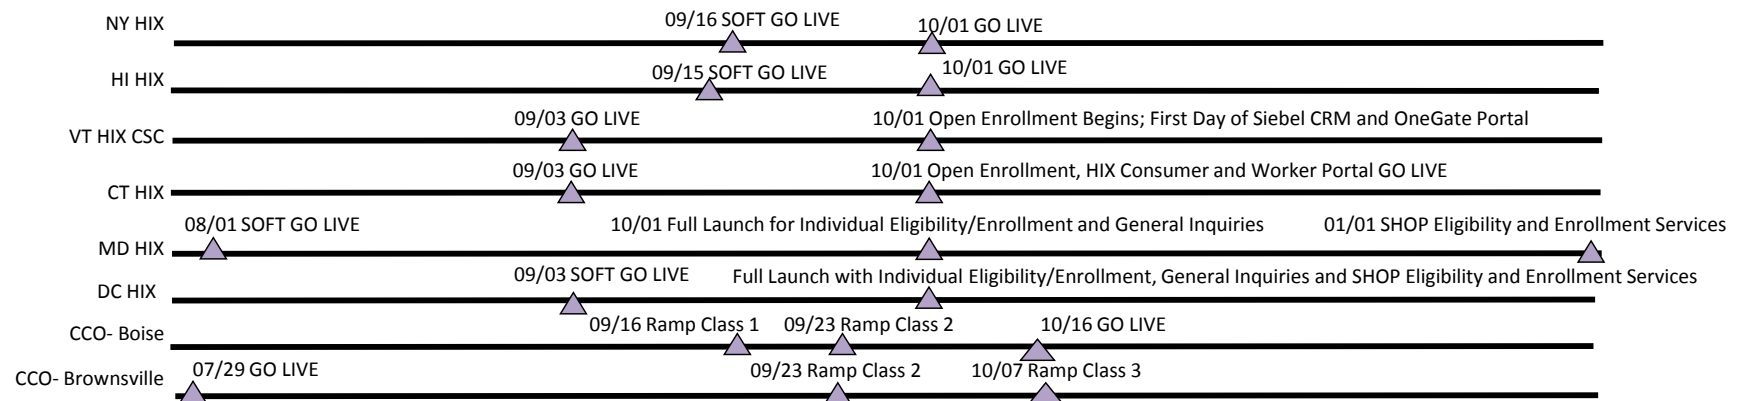 NY HIX
09/16 SOFT GO LIVE
10/01 GO LIVE
HI HIX
09/15 SOFT GO LIVE
10/01 GO LIVE
VT HIX CSC
09/03 GO LIVE
10/01 Open Enrollment Begins; First Day of Siebel CRM and OneGate Portal
CT HIX
09/03 GO LIVE
10/01 Open Enrollment, HIX Consumer and Worker Portal GO LIVE
MD HIX
08/01 SOFT GO LIVE
10/01 Full Launch for Individual Eligibility/Enrollment and General Inquiries
01/01 SHOP Eligibility and Enrollment Services
DC HIX
09/03 SOFT GO LIVE
Full Launch with Individual Eligibility/Enrollment, General Inquiries and SHOP Eligibility and Enrollment Services
CCO- Boise
09/16 Ramp Class 1
09/23 Ramp Class 2
10/16 GO LIVE
CCO- Brownsville
07/29 GO LIVE
09/23 Ramp Class 2
10/07 Ramp Class 3